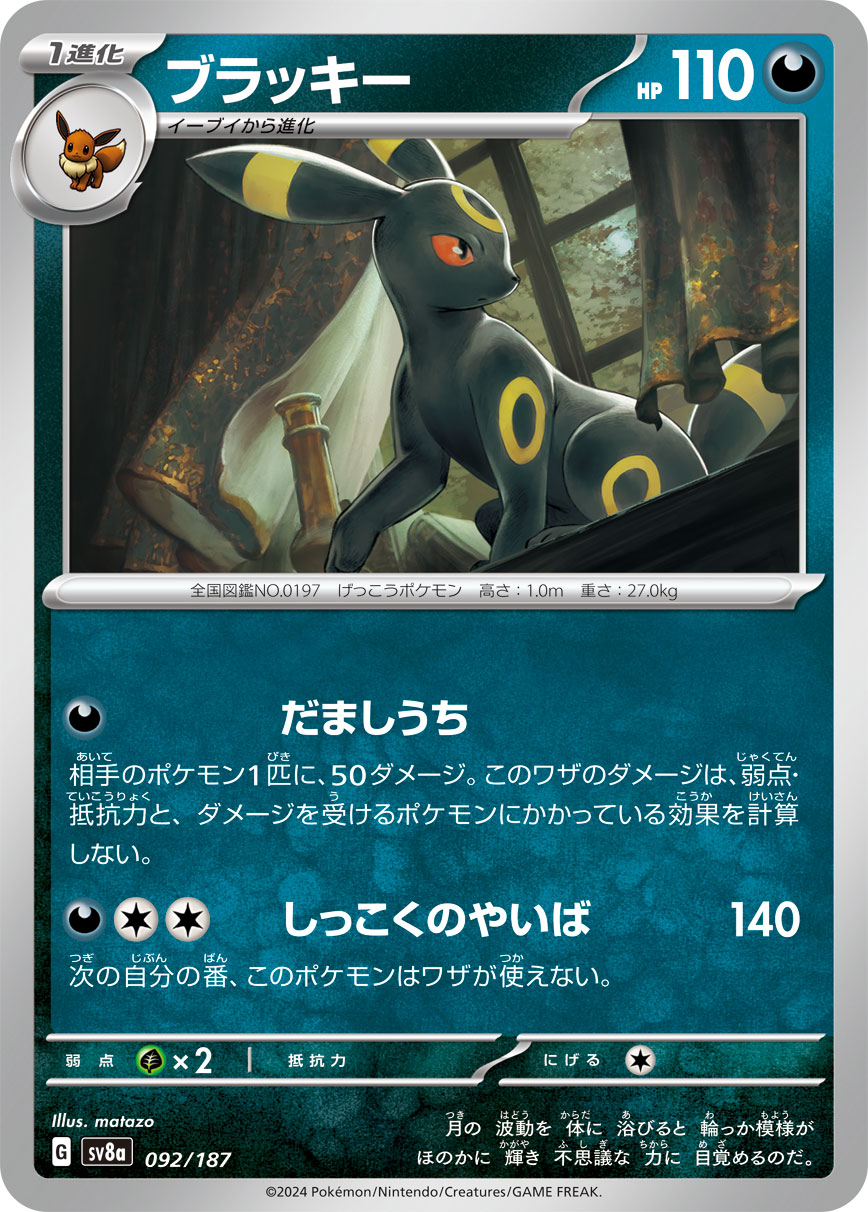 1進化
ブラッキー
HP 110
イーブイから進化
全国図鑑NO.0197 げっこうポケモン 高さ：1.0m 重さ：27.0kg
だましうち
相手のポケモン1匹に、50ダメージ。このワザのダメージは、弱点・
抵抗力と、ダメージを受けるポケモンにかかっている効果を計算
しない。
しっこくのやいば 140
次の自分の番、このポケモンはワザが使えない。
弱点 ×2 抵抗力 にげる
Illus. matazo
月の 波動を 体に 浴びると 輪っか模様が
ほのかに 輝き 不思議な 力に 目覚めるのだ。
G sv8a 092/187
©2024 Pokémon/Nintendo/Creatures/GAME FREAK.